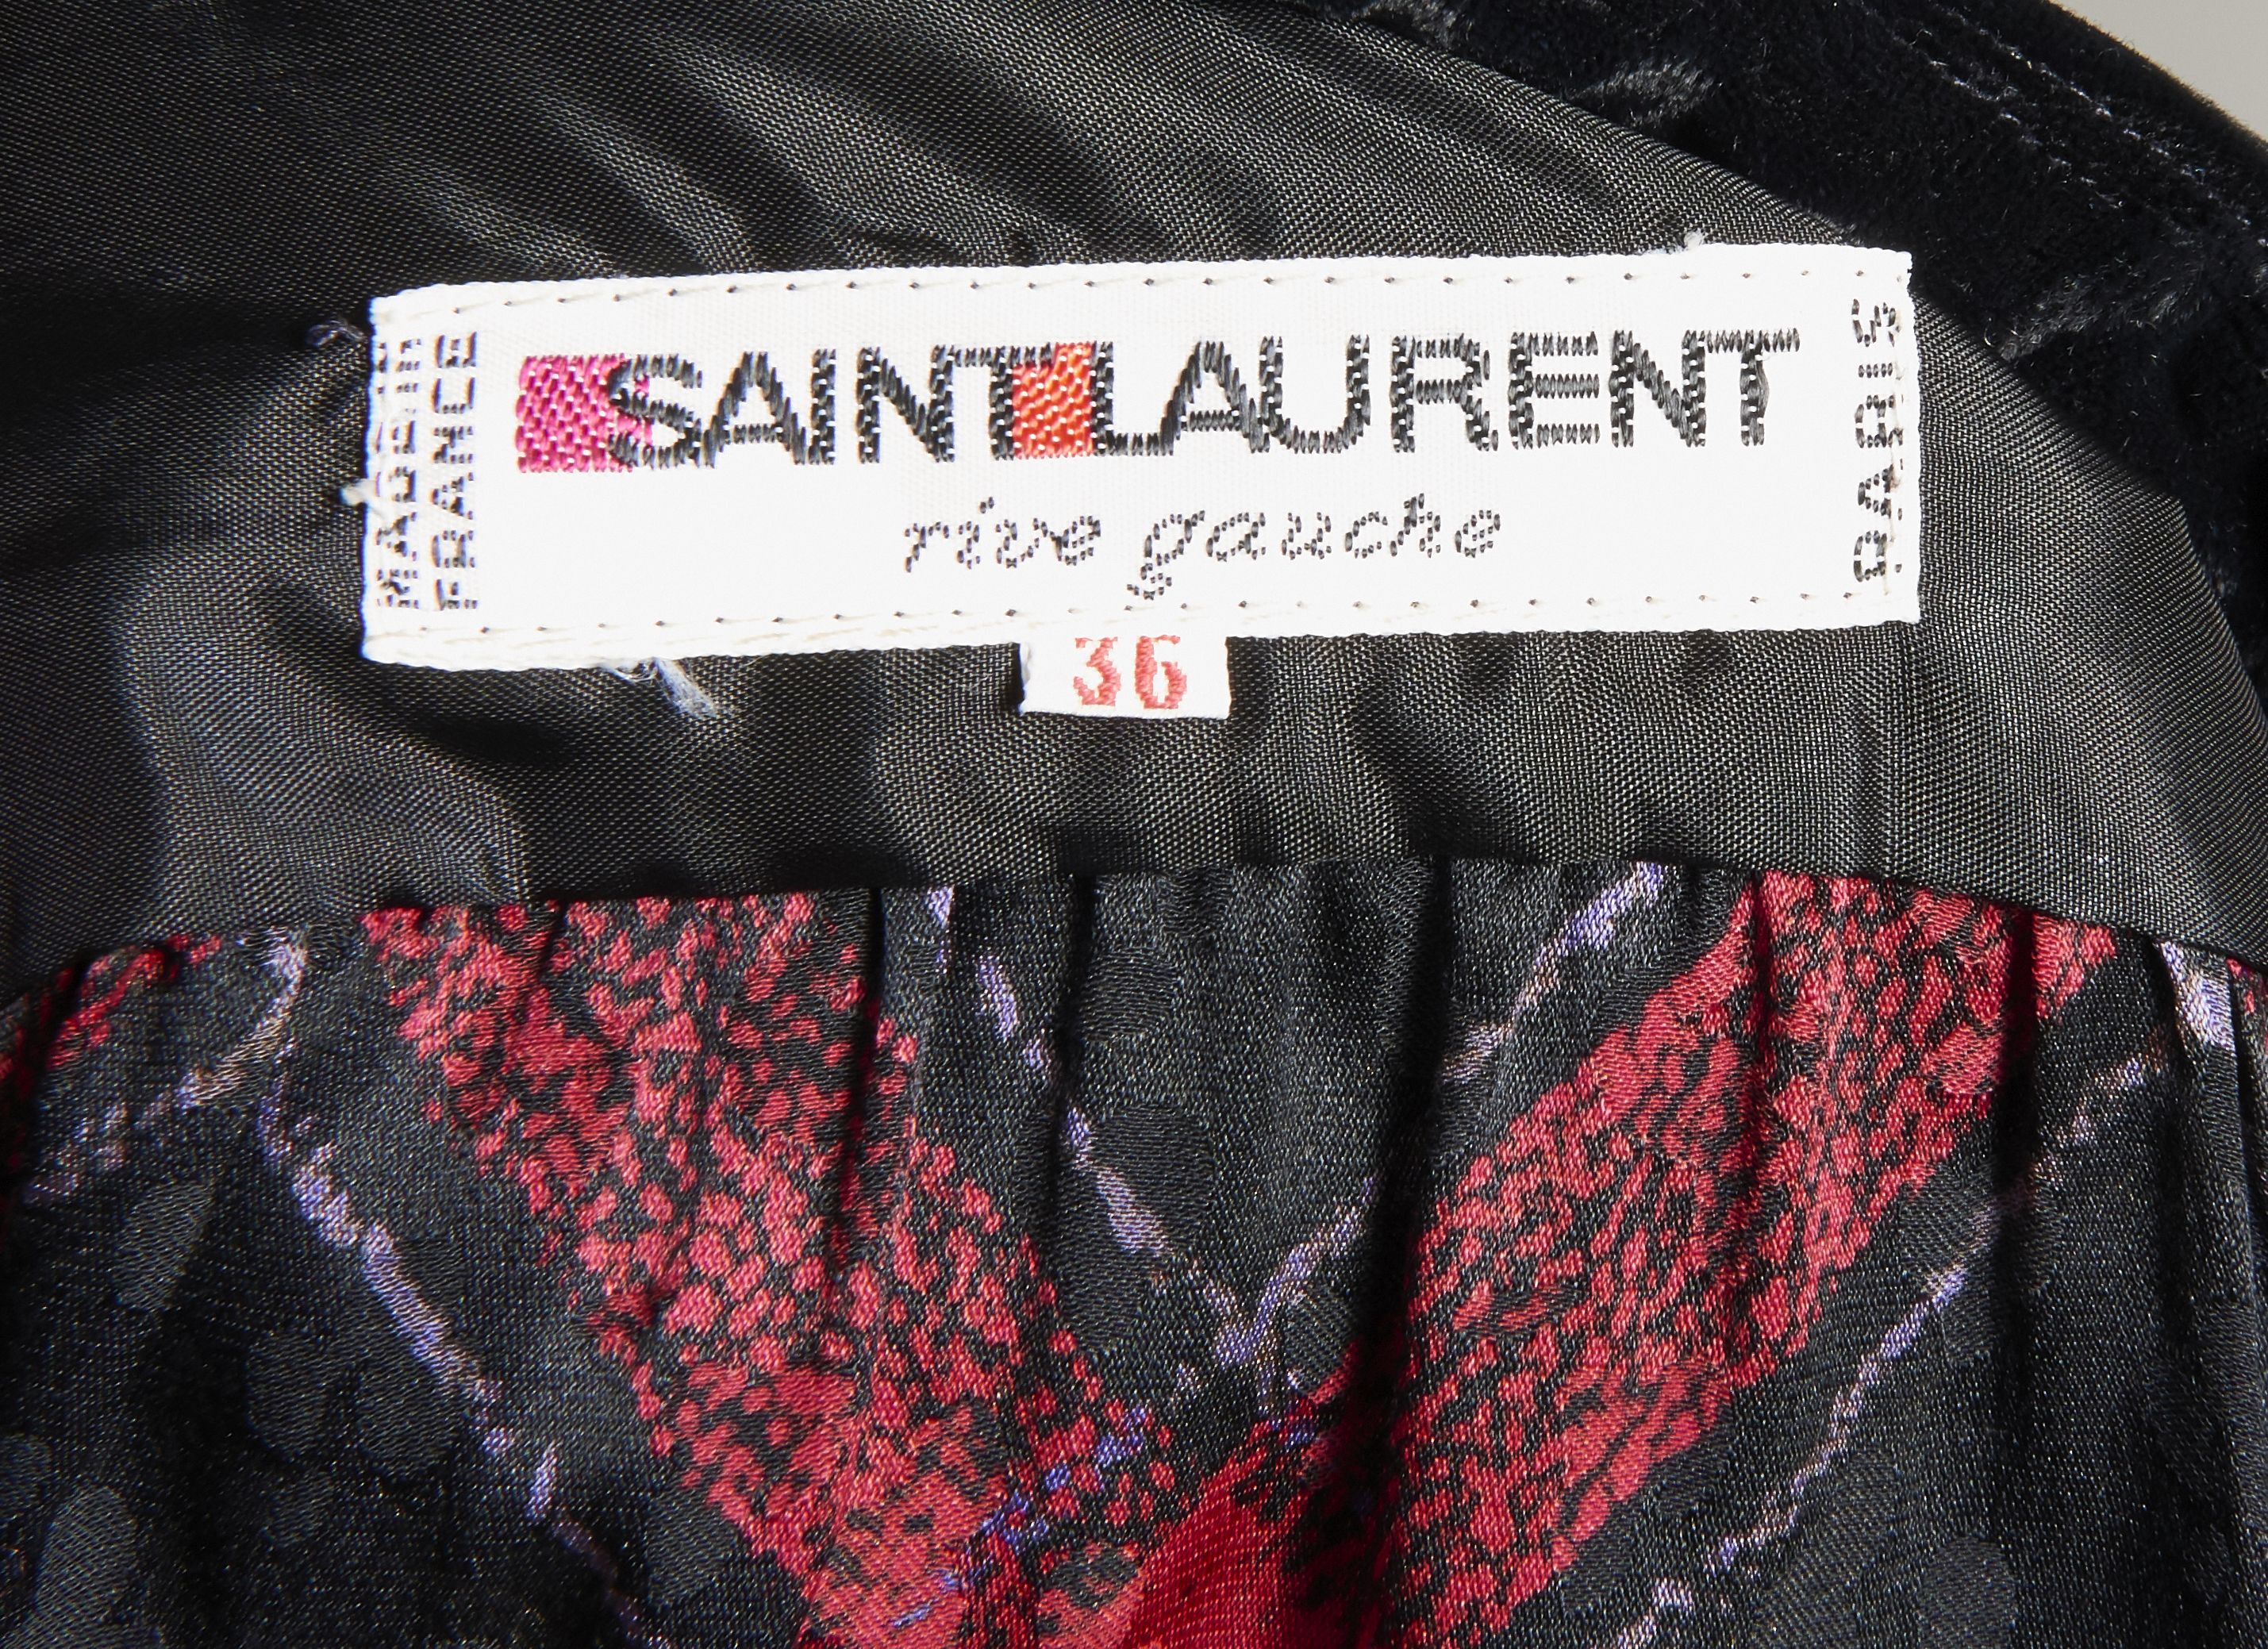 MADE IN
FRANCE
SAINT LAURENT
rive gauche
PARIS
36